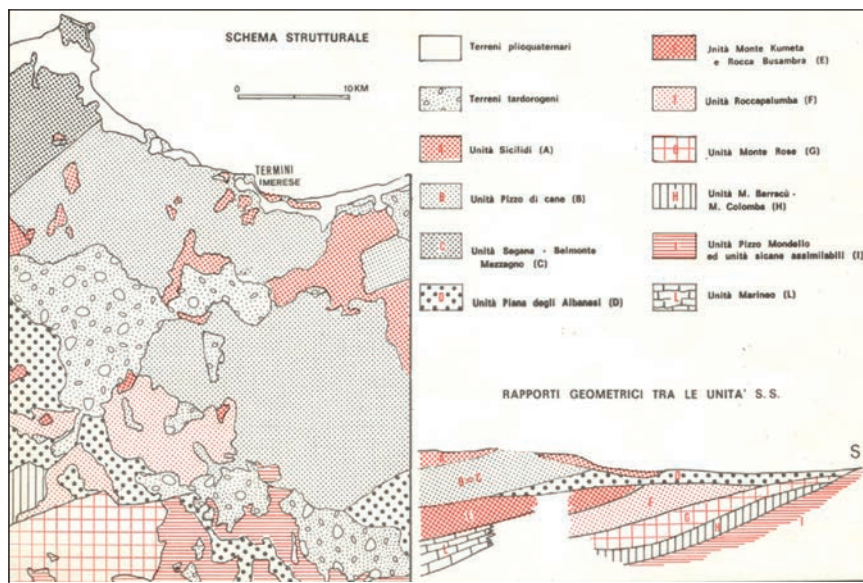 SCHEMA STRUTTURALE
0 10 KM
TERMINI
IMERESE
Terreni plioquaternari
Terreni tardorogeni
A
Unità Sicilidi (A)
B
Unità Pizzo di cane (B)
C
Unità Sagana - Belmonte
Mezzagno (C)
D
Unità Piana degli Albanesi (D)
Unità Monte Kumeta
e Rocca Busambra (E)
Unità Roccapalumba (F)
G
Unità Monte Rose (G)
H
Unità M. Barracù -
M. Colomba (H)
I
Unità Pizzo Mondello
ed unità sicane assimilabili (I)
L
Unità Marineo (L)
RAPPORTI GEOMETRICI TRA LE UNITA' S.S.
S
A
B=C
D
F
G
H
I
L